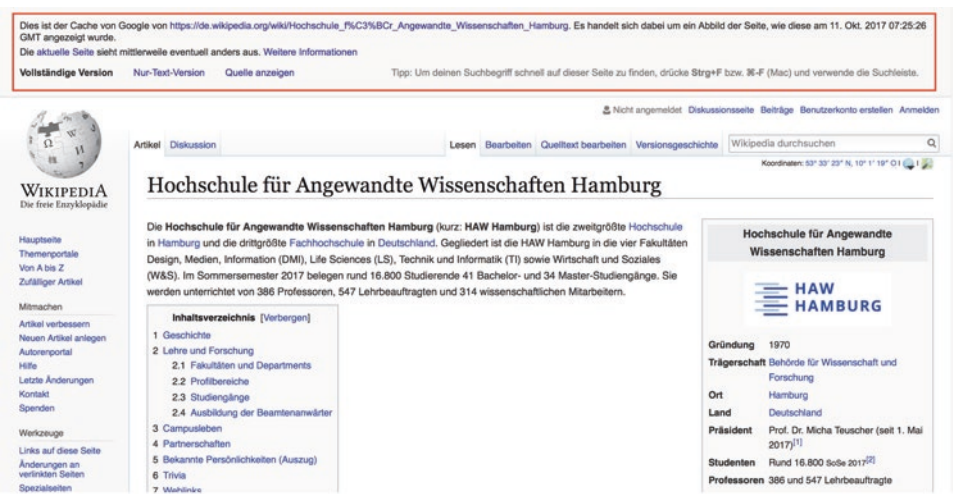 Dies ist der Cache von Google von https://de.wikipedia.org/wiki/Hochschule_f%C3%BCr_Angewandte_Wissenschaften_Hamburg. Es handelt sich dabei um ein Abbild der Seite, wie diese am 11. Okt. 2017 07:25:26
GMT angezeigt wurde.
Die aktuelle Seite sieht mittlerweile eventuell anders aus. Weitere Informationen
Vollständige Version Nur-Text-Version Quelle anzeigen Tipp: Um deinen Suchbegriff schnell auf dieser Seite zu finden, drücke Strg+F bzw. ⌘-F (Mac) und verwende die Suchleiste.
Nicht angemeldet Diskussionsseite Beiträge Benutzerkonto erstellen Anmelden
Artikel Diskussion Lesen Bearbeiten Quelltext bearbeiten Versionsgeschichte Wikipedia durchsuchen
Koordinaten: 53° 33′ 23″ N, 10° 1′ 19″ O
WIKIPEDIA
Die freie Enzyklopädie
Hauptseite
Themenportale
Von A bis Z
Zufälliger Artikel
Mitmachen
Artikel verbessern
Neuen Artikel anlegen
Autorenportal
Hilfe
Letzte Änderungen
Kontakt
Spenden
Werkzeuge
Links auf diese Seite
Änderungen an
verlinkten Seiten
Spezialseiten
Hochschule für Angewandte Wissenschaften Hamburg
Die Hochschule für Angewandte Wissenschaften Hamburg (kurz: HAW Hamburg) ist die zweitgrößte Hochschule
in Hamburg und die drittgrößte Fachhochschule in Deutschland. Gegliedert ist die HAW Hamburg in die vier Fakultäten
Design, Medien, Information (DMI), Life Sciences (LS), Technik und Informatik (TI) sowie Wirtschaft und Soziales
(W&S). Im Sommersemester 2017 belegen rund 16.800 Studierende 41 Bachelor- und 34 Master-Studiengänge. Sie
werden unterrichtet von 386 Professoren, 547 Lehrbeauftragten und 314 wissenschaftlichen Mitarbeitern.
Inhaltsverzeichnis [Verbergen]
1 Geschichte
2 Lehre und Forschung
2.1 Fakultäten und Departments
2.2 Profilbereiche
2.3 Studiengänge
2.4 Ausbildung der Beamtenanwärter
3 Campusleben
4 Partnerschaften
5 Bekannte Persönlichkeiten (Auszug)
6 Trivia
7 Weblinks
Hochschule für Angewandte
Wissenschaften Hamburg
HAW
HAMBURG
Gründung 1970
Trägerschaft Behörde für Wissenschaft und
Forschung
Ort Hamburg
Land Deutschland
Präsident Prof. Dr. Micha Teuscher (seit 1. Mai
2017)[1]
Studenten Rund 16.800 SoSe 2017[2]
Professoren 386 und 547 Lehrbeauftragte